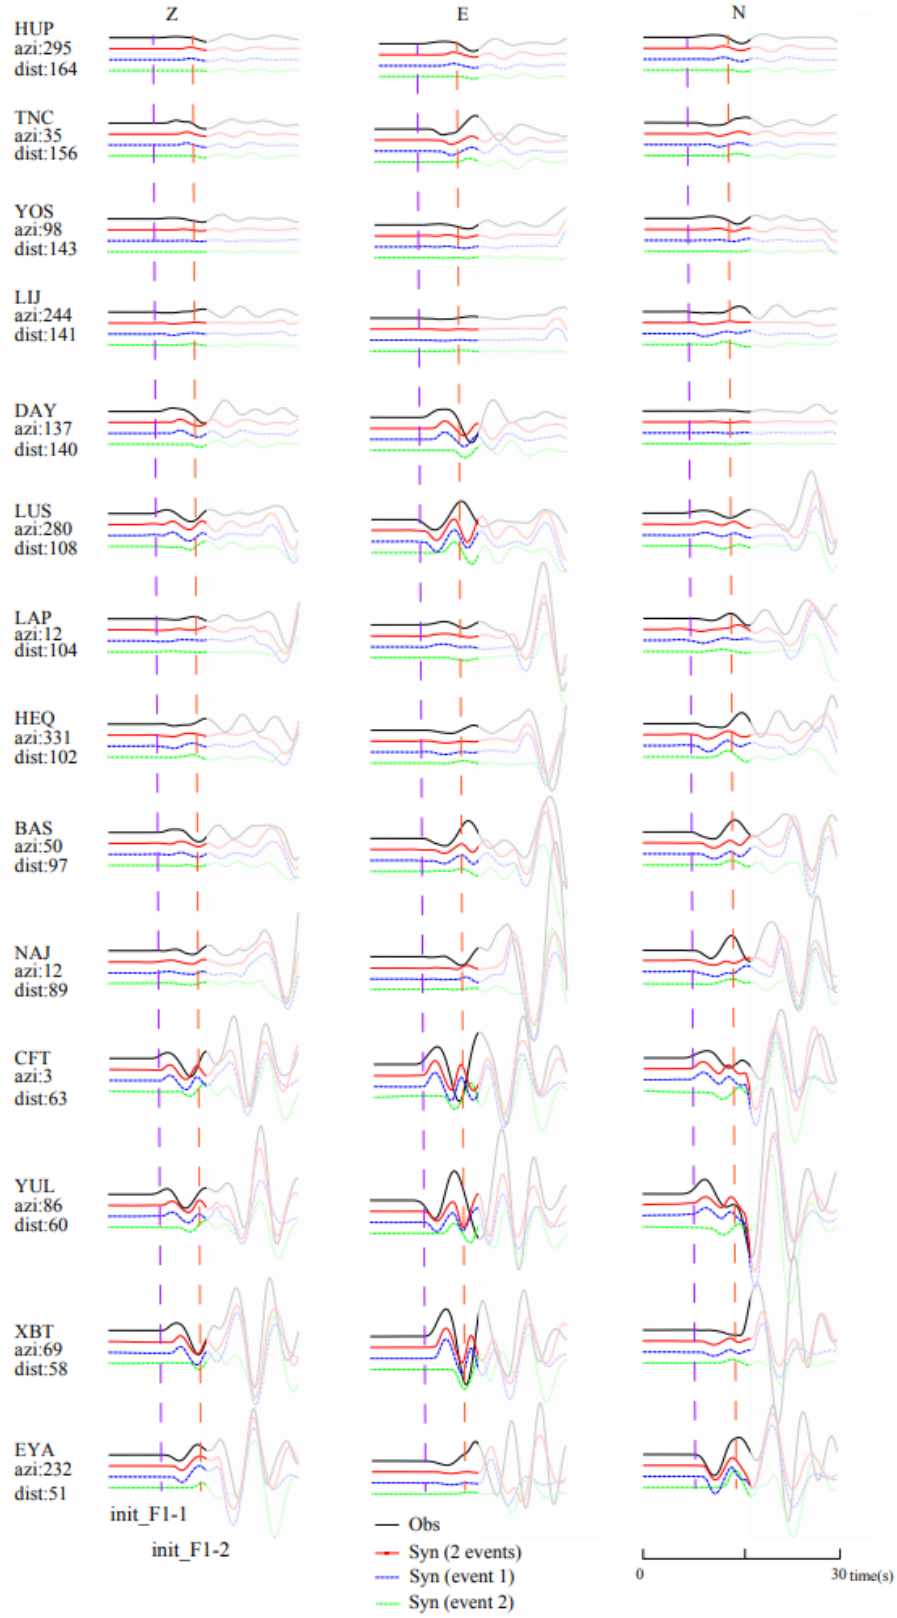 Z E N
HUP
azi:295
dist:164
TNC
azi:35
dist:156
YOS
azi:98
dist:143
LIJ
azi:244
dist:141
DAY
azi:137
dist:140
LUS
azi:280
dist:108
LAP
azi:12
dist:104
HEQ
azi:331
dist:102
BAS
azi:50
dist:97
NAJ
azi:12
dist:89
CFT
azi:3
dist:63
YUL
azi:86
dist:60
XBT
azi:69
dist:58
EYA
azi:232
dist:51
init_F1-1
init_F1-2
Obs
Syn (2 events)
Syn (event 1)
Syn (event 2)
0 30 time(s)